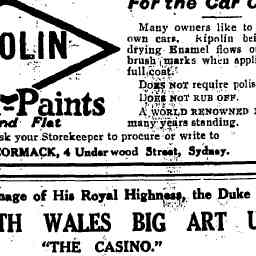 For the Car O
Many owners like to
own cars. Ripolin bei
drying Enamel flows ou
brush marks when appli
full coat.
DOES NOT require polis
DOES NOT RUB OFF.
A WORLD RENOWNED
many years standing.
OLIN
-Paints
nd Flat
sk your Storekeeper to procure or write to
CORMACK, 4 Underwood Street, Sydney.
nage of His Royal Highness, the Duke
TH WALES BIG ART U
"THE CASINO."